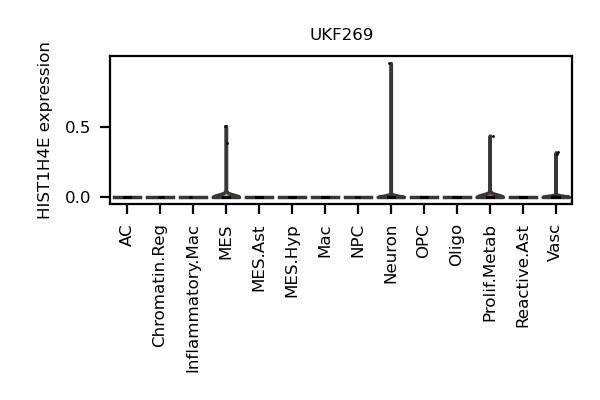 UKF269
HIST1H4E expression
0.5
0.0
AC
Chromatin.Reg
Inflammatory.Mac
MES
MES.Ast
MES.Hyp
Mac
NPC
Neuron
OPC
Oligo
Prolif.Metab
Reactive.Ast
Vasc